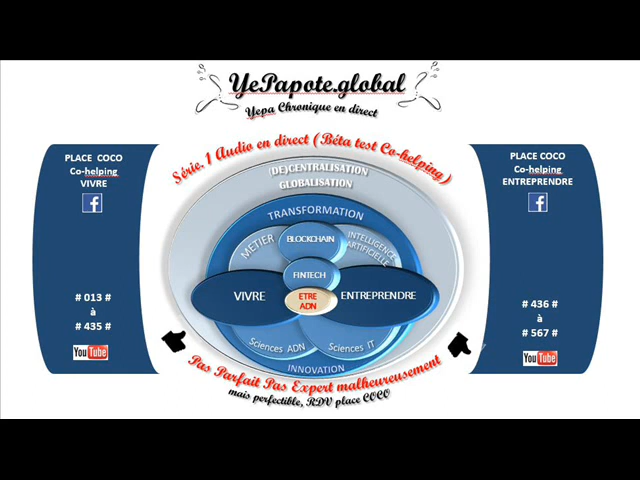 YePapote.global
Yepa Chronique en direct
Série, 1 Audio en direct (Béta test Co-helping)
PLACE COCO
Co-helping
VIVRE
# 013 #
à
# 435 #
YouTube
(DE)CENTRALISATION
GLOBALISATION
TRANSFORMATION
METIER
BLOCKCHAIN
INTELLIGENCE
ARTIFICIELLE
FINTECH
VIVRE
ETRE
ADN
ENTREPRENDRE
Sciences ADN
Sciences IT
INNOVATION
PLACE COCO
Co-helping
ENTREPRENDRE
# 436 #
à
# 567 #
YouTube
Pas Parfait Pas Expert malheureusement
mais perfectible, RDV place COCO